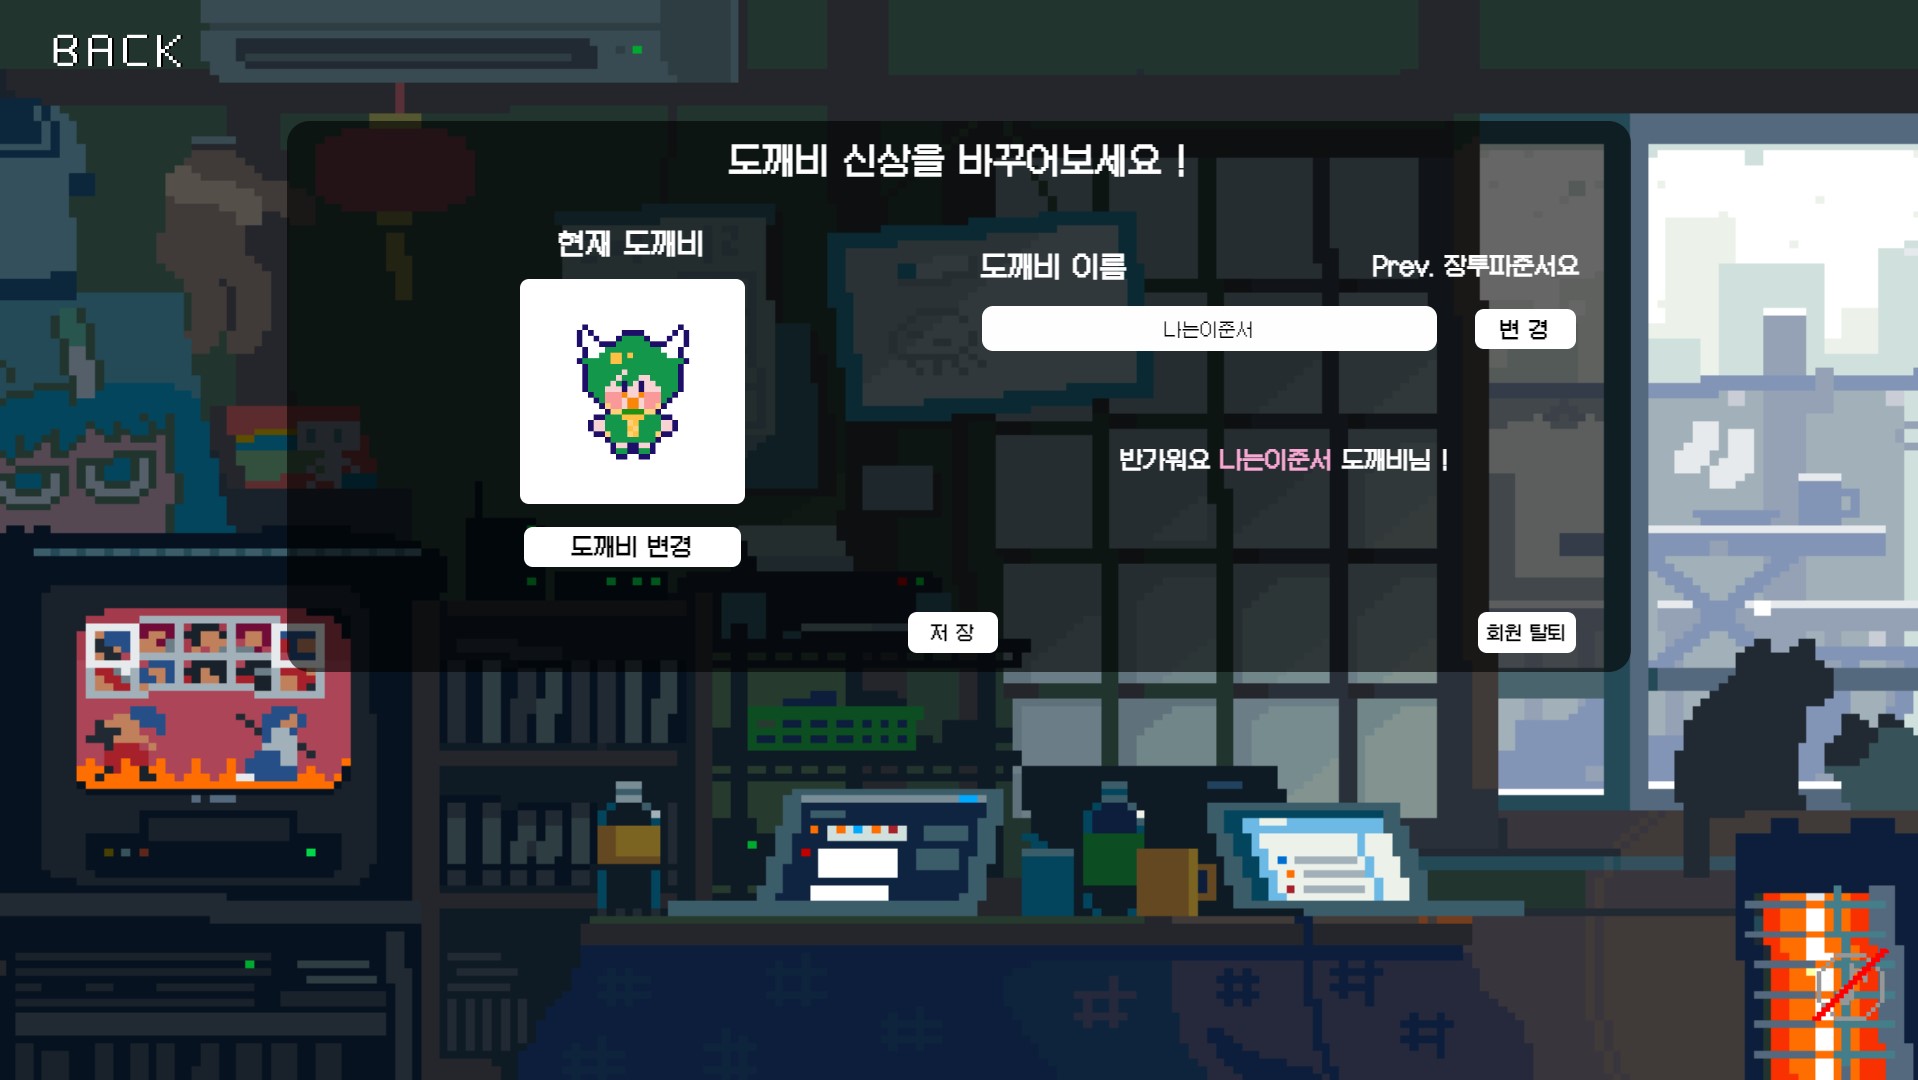 BACK
도깨비 신상을 바꾸어보세요 !
현재 도깨비
도깨비 이름
Prev. 장투파준서요
나는이준서
변 경
반가워요 나는이준서 도깨비님 !
도깨비 변경
저 장
회원 탈퇴